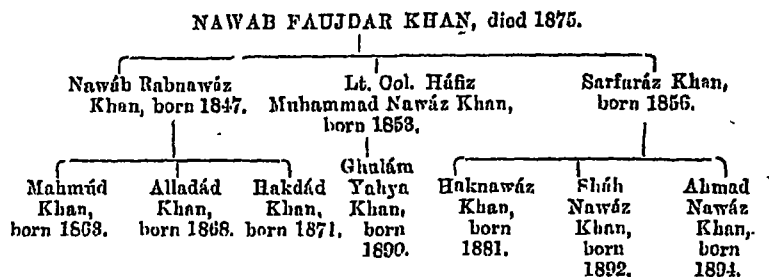 NAWAB FAUJDAR KHAN, died 1875.
Nawáb Rabnawáz
Khan, born 1847.
Lt. Col. Háfiz
Muhammad Nawáz Khan,
born 1853.
Sarfaráz Khan,
born 1856.
Mahmúd
Khan,
born 1863.
Alladád
Khan,
born 1868.
Hakdád
Khan,
born 1871.
Ghulám
Yahya
Khan,
born
1890.
Haknawáz
Khan,
born
1881.
Sháh
Nawáz
Khan,
born
1892.
Ahmad
Nawáz
Khan,
born
1894.